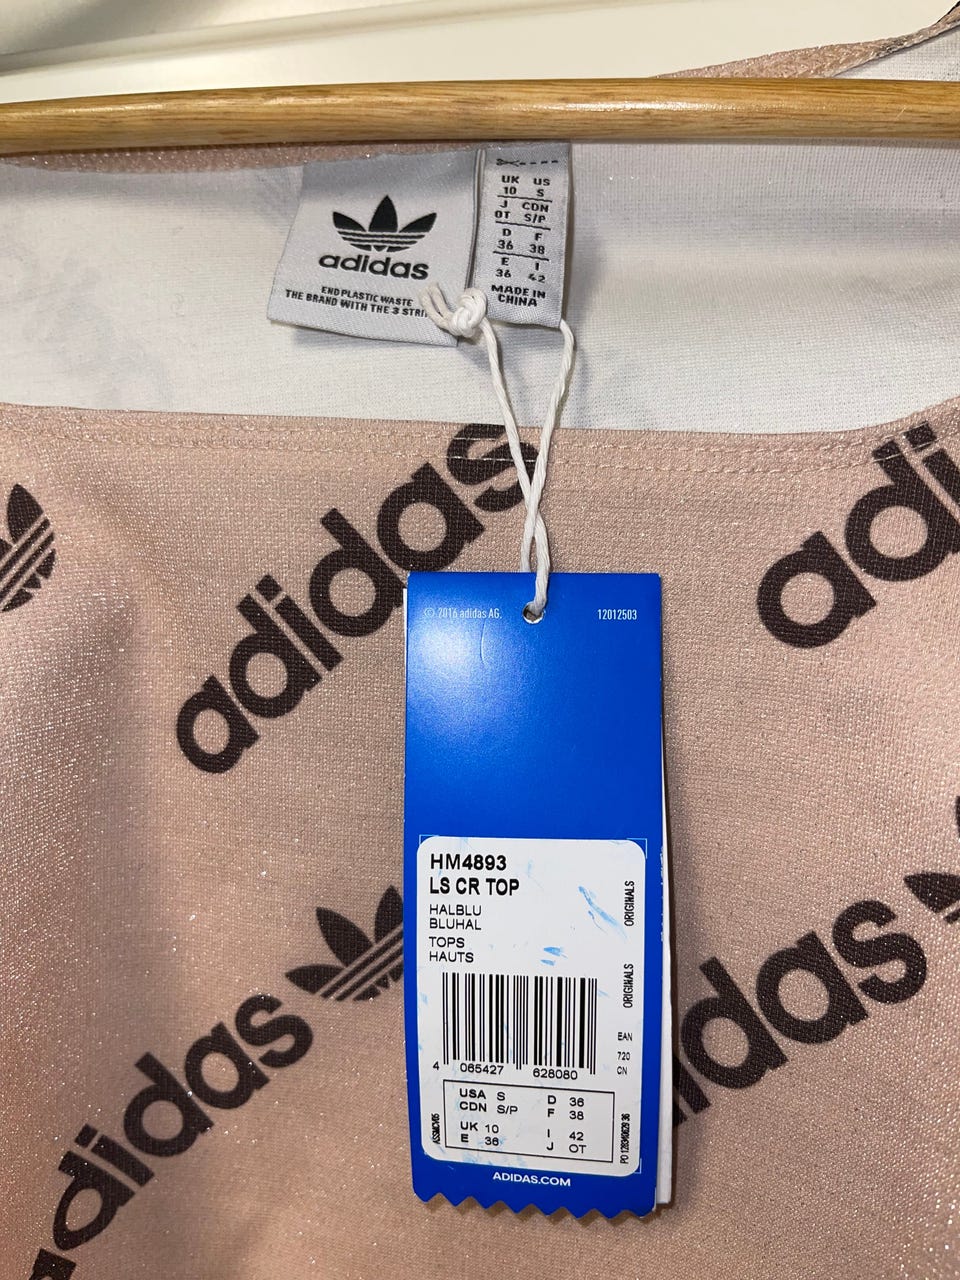 UK US
10 S
J CDN
OT S/P
D F
36 38
E I
36 42
MADE IN
CHINA
adidas
END PLASTIC WASTE
THE BRAND WITH THE 3
adidas
adidas
© 2016 adidas AG.
12012503
HM4893
LS CR TOP
HALBLU
BLUHAL
TOPS
HAUTS
ORIGINALS
ORIGINALS
EAN
720
CN
4 065427 628080
USA S D 36
CDN S/P F 38
UK 10 I 42
E 36 J OT
ADIDAS.COM
adidas
adidas